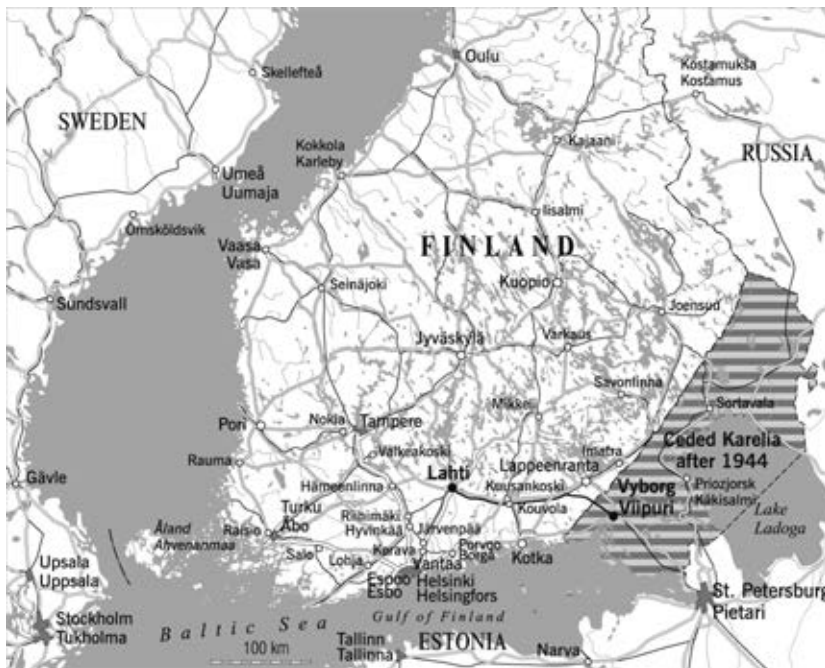 Oulu
Skellefteå
Kostamuksa
Kostamus
SWEDEN
Kokkola
Karleby
Kajaani
RUSSIA
Umeå
Uumaja
Örnsköldsvik
Iisalmi
Vaasa
Vasa
FINLAND
Seinäjoki
Kuopio
Sundsvall
Joensuu
Jyväskylä
Varkaus
Savonlinna
Mikkeli
Sortavala
Pori
Nokia
Tampere
Valkeakoski
Imatra
Ceded Karelia
after 1944
Rauma
Lahti
Lappeenranta
Gävle
Hämeenlinna
Kuusankoski
Vyborg
Viipuri
Priozjorsk
Käkisalmi
Kouvola
Turku
Åbo
Riihimäki
Hyvinkää
Lake
Ladoga
Åland
Ahvenanmaa
Raisio
Järvenpää
Salo
Lohja
Kerava
Porvoo
Borgå
Kotka
Upsala
Uppsala
Vantaa
Espoo
Esbo
Helsinki
Helsingfors
St. Petersburg
Pietari
Stockholm
Tukholma
Baltic Sea
Gulf of Finland
100 km
Tallinn
Tallinna
ESTONIA
Narva